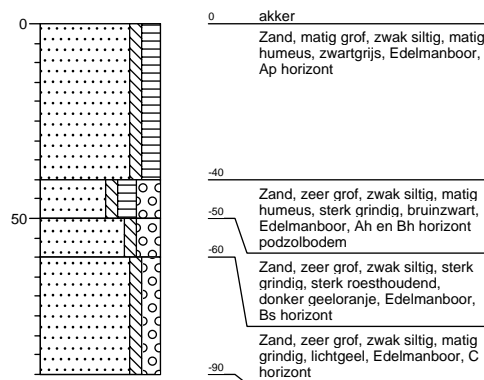 0
0
akker
Zand, matig grof, zwak siltig, matig
humeus, zwartgrijs, Edelmanboor,
Ap horizont
-40
Zand, zeer grof, zwak siltig, matig
humeus, sterk grindig, bruinzwart,
Edelmanboor, Ah en Bh horizont
podzolbodem
50
-50
Zand, zeer grof, zwak siltig, sterk
grindig, sterk roesthoudend,
donker geeloranje, Edelmanboor,
Bs horizont
-60
Zand, zeer grof, zwak siltig, matig
grindig, lichtgeel, Edelmanboor, C
horizont
-90